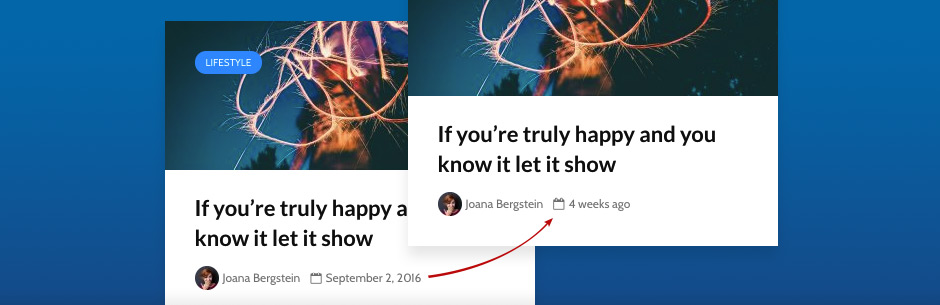 LIFESTYLE
If you’re truly happy a
know it let it show
Joana Bergstein September 2, 2016
If you’re truly happy and you
know it let it show
Joana Bergstein 4 weeks ago